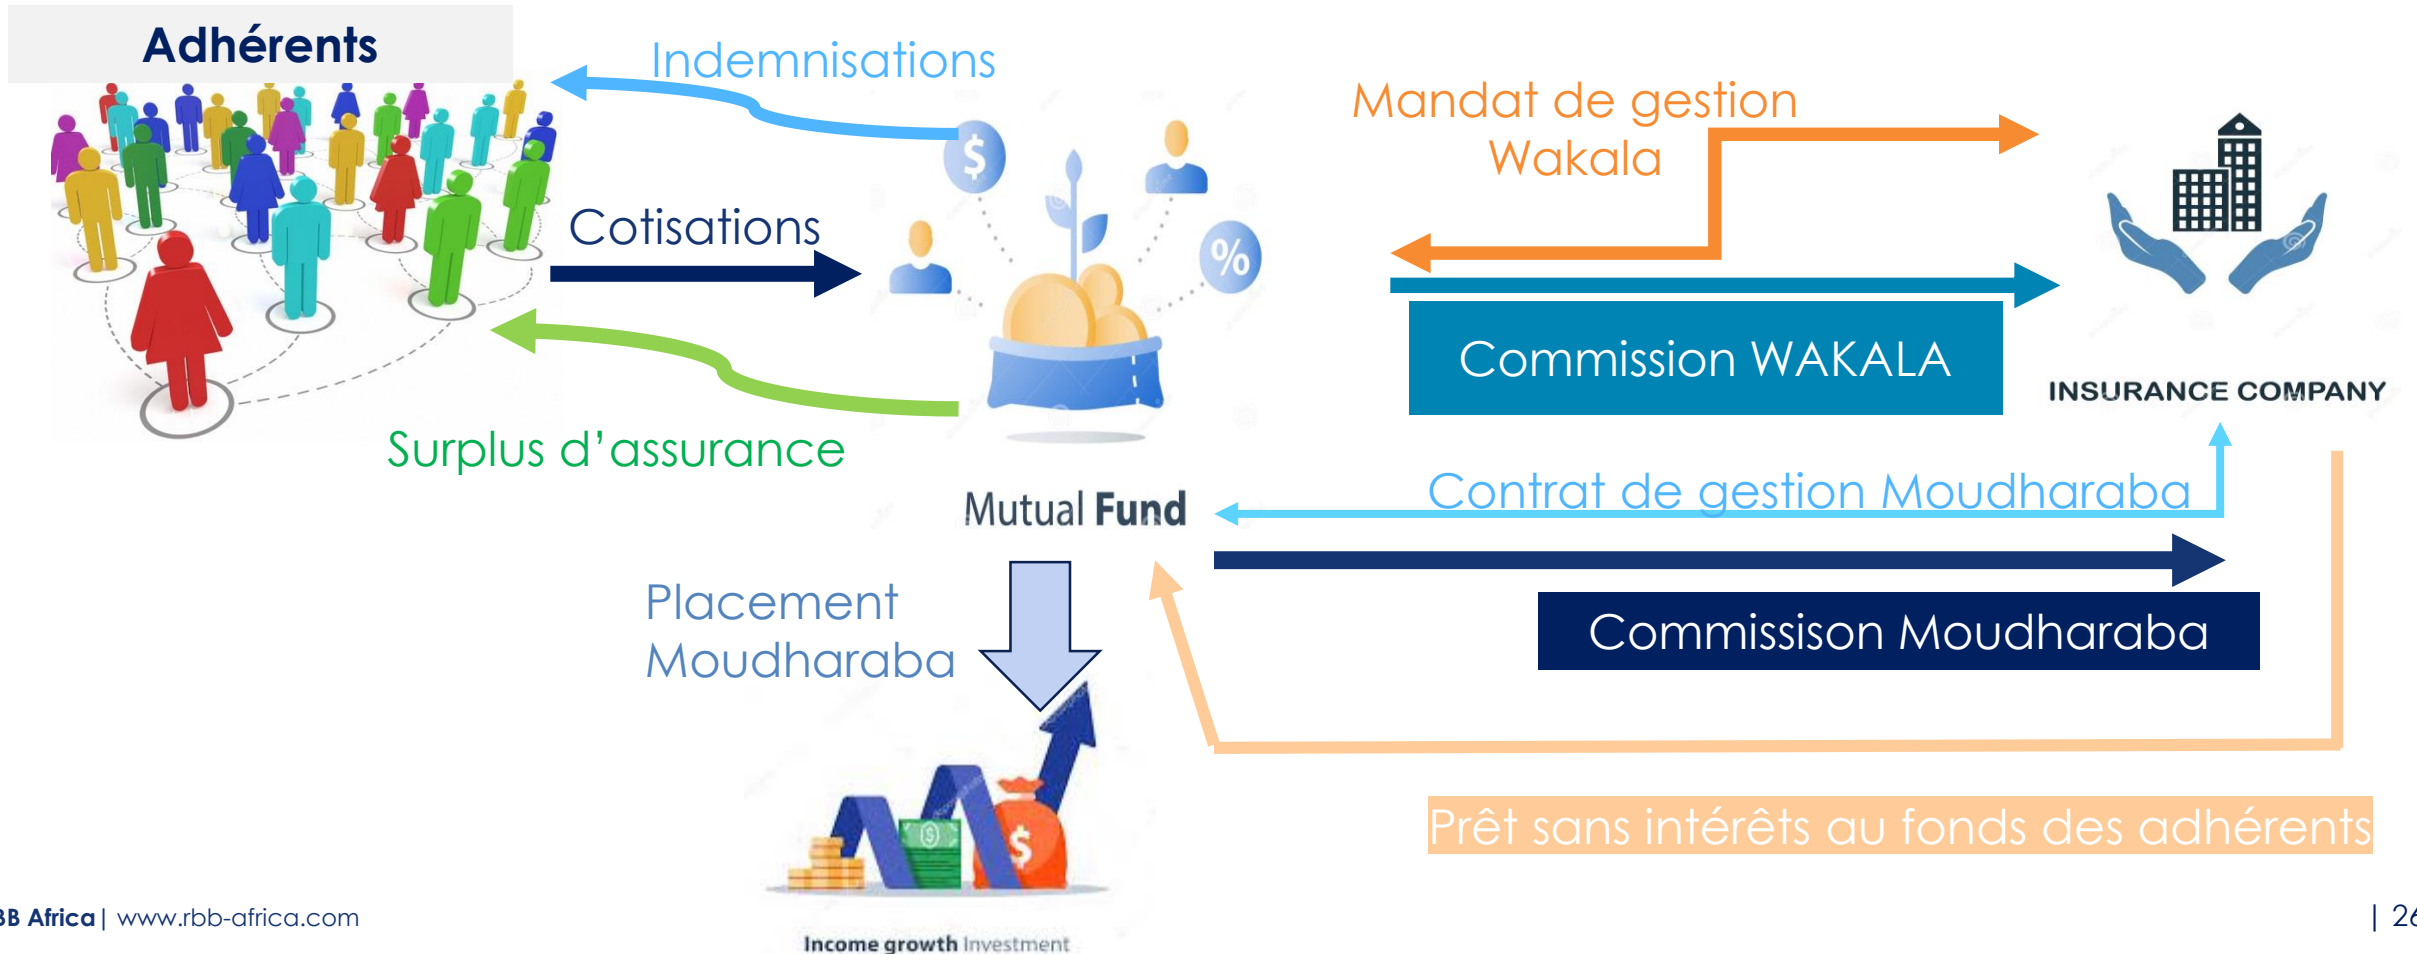 Adhérents
Indemnisations
Mandat de gestion
Wakala
$
Cotisations
%
Commission WAKALA
INSURANCE COMPANY
Surplus d’assurance
Contrat de gestion Moudharaba
Mutual Fund
Placement
Moudharaba
Commissison Moudharaba
$
$
Prêt sans intérêts au fonds des adhérents
BB Africa| www.rbb-africa.com
| 26
Income growth Investment